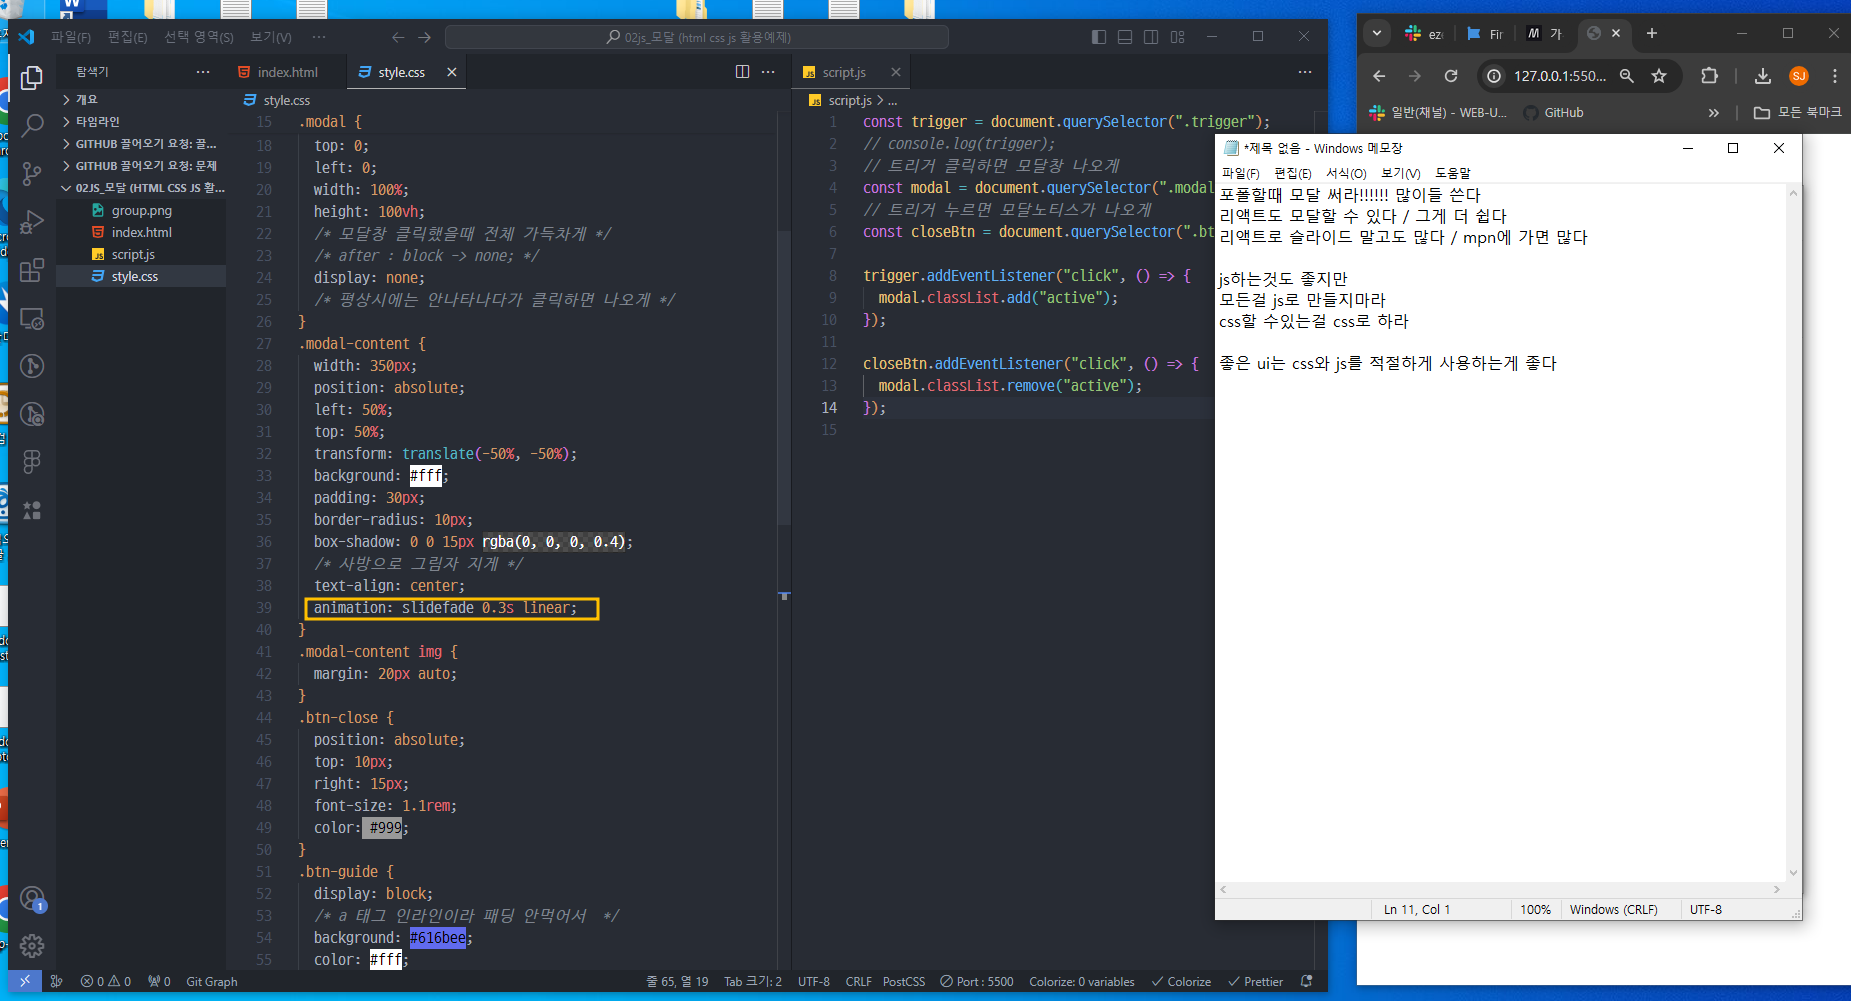 파일(F) 편집(E) 선택 영역(S) 보기(V) ···
02js_모달 (html css js 활용예제)
탐색기
개요
타임라인
GITHUB 끌어오기 요청: 끌...
GITHUB 끌어오기 요청: 문제
02JS_모달 (HTML CSS JS 활...
group.png
index.html
script.js
style.css
index.html
style.css
style.css
15 .modal {
18 top: 0;
19 left: 0;
20 width: 100%;
21 height: 100vh;
22 /* 모달창 클릭했을때 전체 가득차게 */
23 /* after : block -> none; */
24 display: none;
25 /* 평상시에는 안나타나다가 클릭하면 나오게 */
26 }
27 .modal-content {
28 width: 350px;
29 position: absolute;
30 left: 50%;
31 top: 50%;
32 transform: translate(-50%, -50%);
33 background: #fff;
34 padding: 30px;
35 border-radius: 10px;
36 box-shadow: 0 0 15px rgba(0, 0, 0, 0.4);
37 /* 사방으로 그림자 지게 */
38 text-align: center;
39 animation: slidefade 0.3s linear;
40 }
41 .modal-content img {
42 margin: 20px auto;
43 }
44 .btn-close {
45 position: absolute;
46 top: 10px;
47 right: 15px;
48 font-size: 1.1rem;
49 color: #999;
50 }
51 .btn-guide {
52 display: block;
53 /* a 태그 인라인이라 패딩 안먹어서 */
54 background: #616bee;
55 color: #fff;
script.js
script.js > ...
1 const trigger = document.querySelector(".trigger");
2 // console.log(trigger);
3 // 트리거 클릭하면 모달창 나오게
4 const modal = document.querySelector(".modal
5 // 트리거 누르면 모달노티스가 나오게
6 const closeBtn = document.querySelector(".bt
7
8 trigger.addEventListener("click", () => {
9 modal.classList.add("active");
10 });
11
12 closeBtn.addEventListener("click", () => {
13 modal.classList.remove("active");
14 });
15
1
0 0 0 Git Graph 줄 65, 열 19 Tab 크기: 2 UTF-8 CRLF PostCSS Port : 5500 Colorize: 0 variables Colorize Prettier
eze Fir M 가
127.0.0.1:550... SJ
일반(채널) - WEB-U... GitHub » 모든 북마크
*제목 없음 - Windows 메모장
파일(F) 편집(E) 서식(O) 보기(V) 도움말
포폴할때 모달 써라!!!!!! 많이들 쓴다
리액트도 모달할 수 있다 / 그게 더 쉽다
리액트로 슬라이드 말고도 많다 / mpn에 가면 많다
js하는것도 좋지만
모든걸 js로 만들지마라
css할 수있는걸 css로 하라
좋은 ui는 css와 js를 적절하게 사용하는게 좋다
Ln 11, Col 1 100% Windows (CRLF) UTF-8